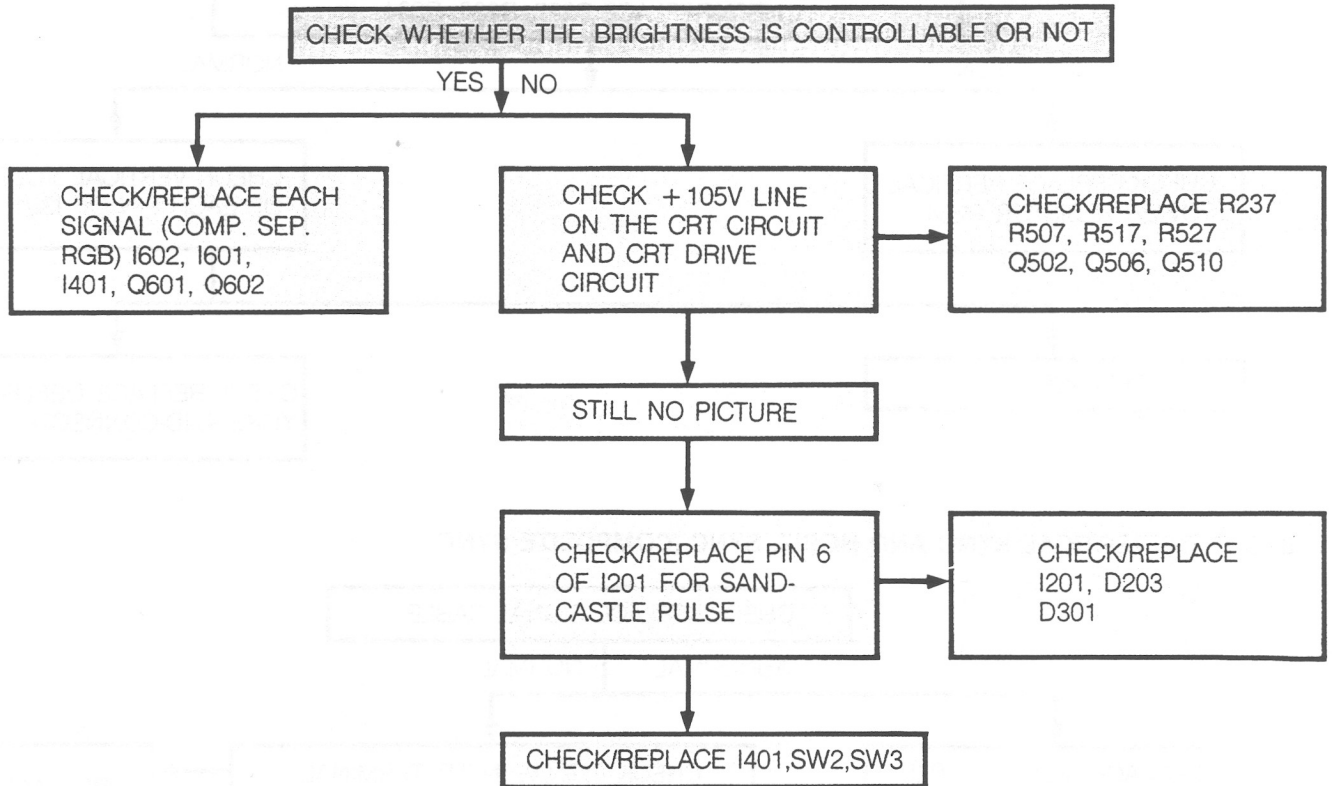 CHECK WHETHER THE BRIGHTNESS IS CONTROLLABLE OR NOT
YES NO
CHECK/REPLACE EACH
SIGNAL (COMP. SEP.
RGB) I602, I601,
I401, Q601, Q602
CHECK +105V LINE
ON THE CRT CIRCUIT
AND CRT DRIVE
CIRCUIT
CHECK/REPLACE R237
R507, R517, R527
Q502, Q506, Q510
STILL NO PICTURE
CHECK/REPLACE PIN 6
OF I201 FOR SAND-
CASTLE PULSE
CHECK/REPLACE
I201, D203
D301
CHECK/REPLACE I401,SW2,SW3